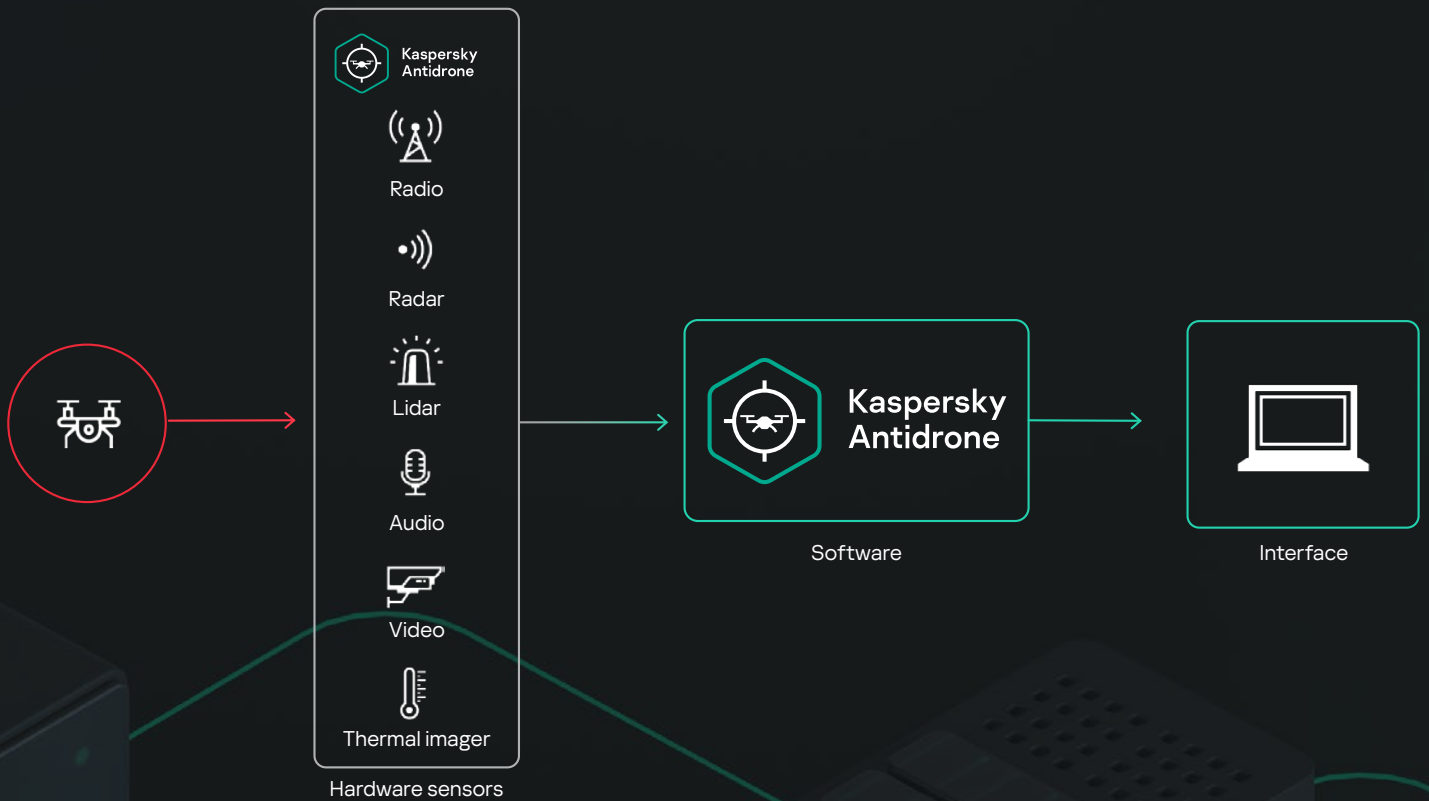 Kaspersky
Antidrone
Radio
Radar
Lidar
Audio
Video
Thermal imager
Hardware sensors
Kaspersky
Antidrone
Software
Interface